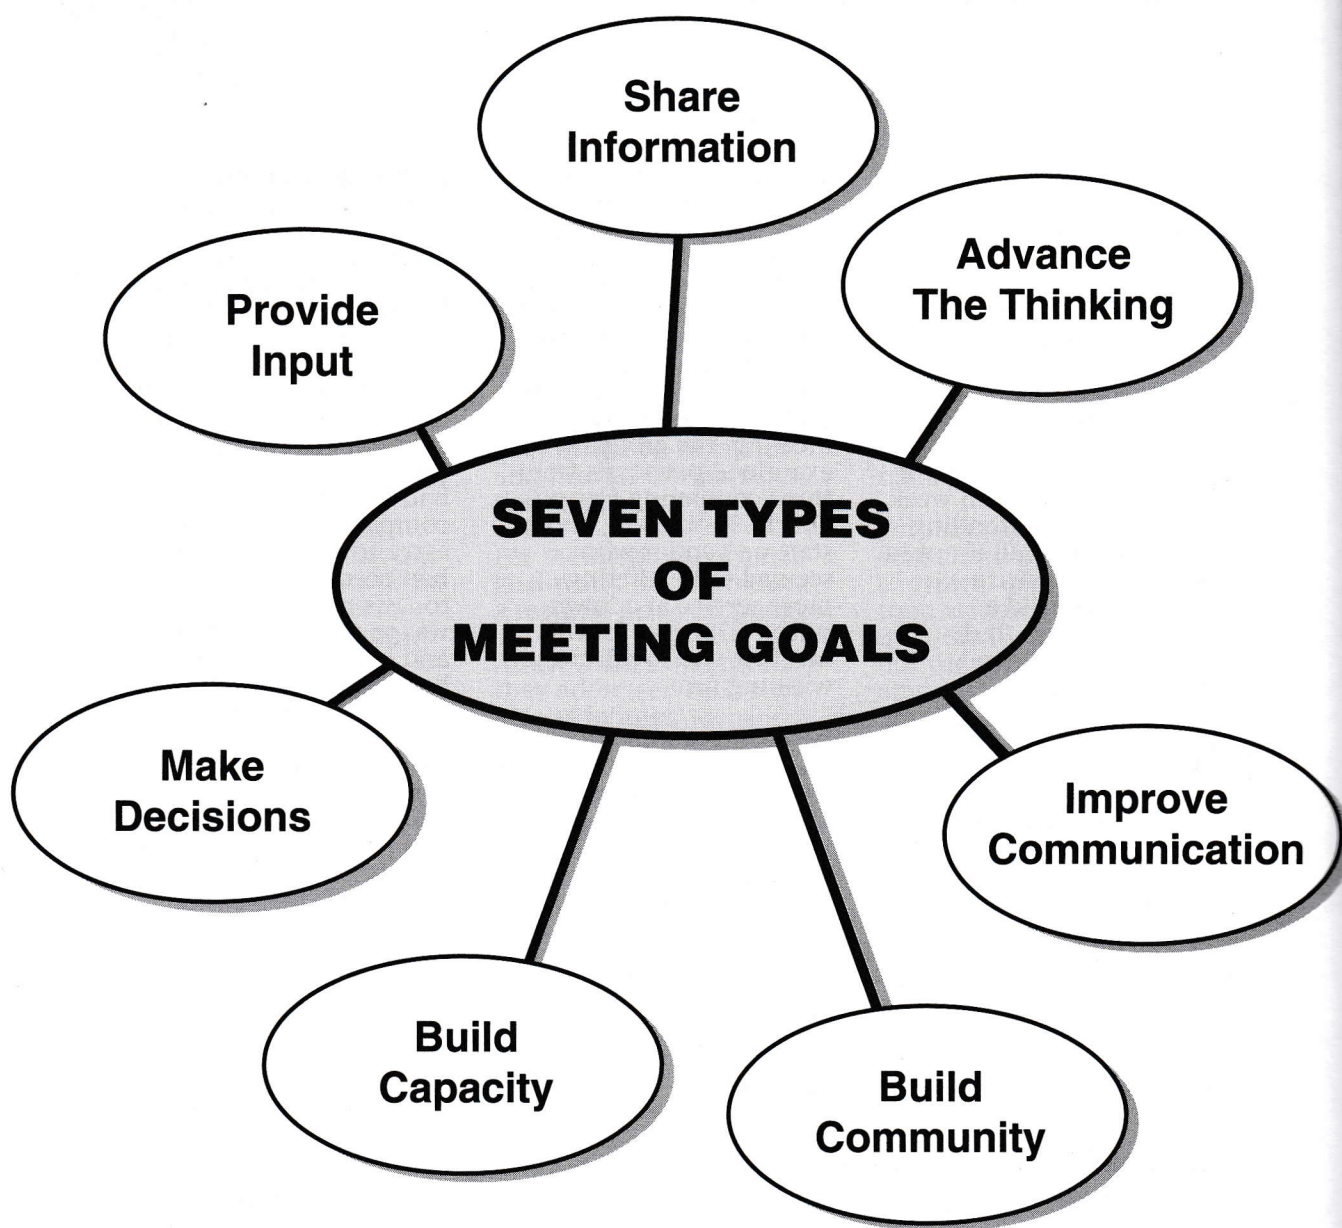 Share
Information
Advance
The Thinking
Provide
Input
SEVEN TYPES
OF
MEETING GOALS
Make
Decisions
Improve
Communication
Build
Capacity
Build
Community